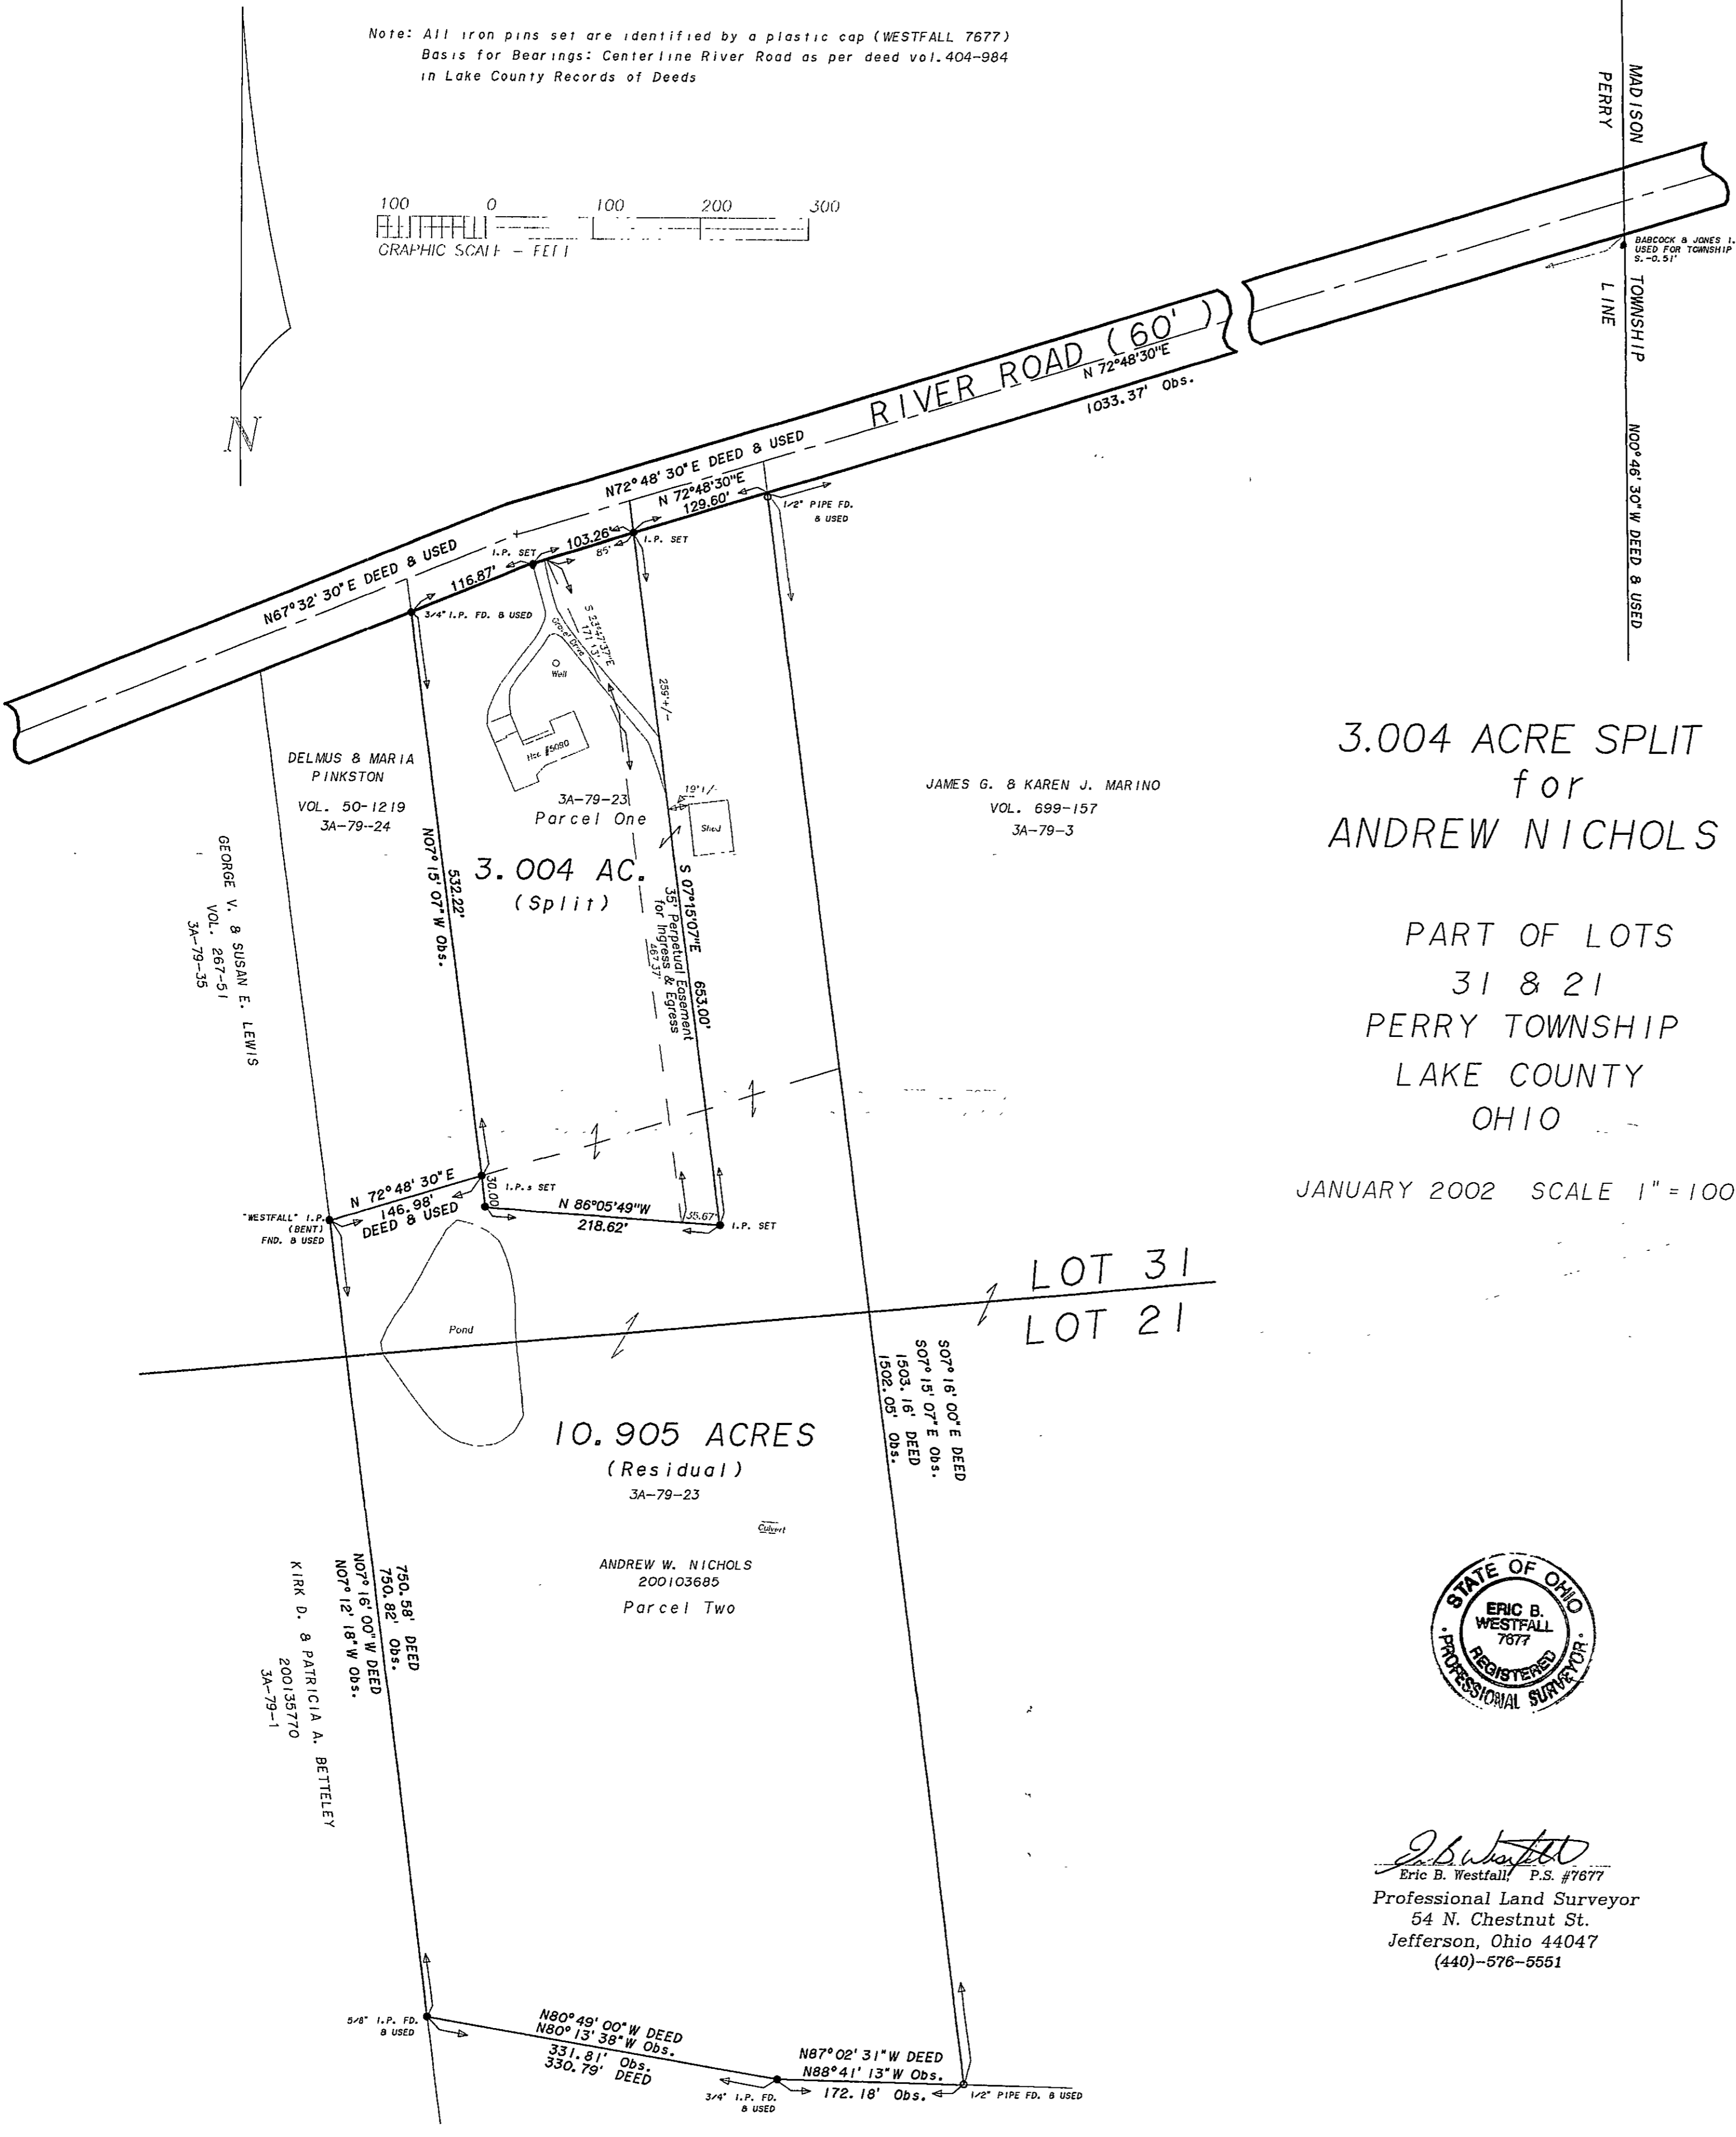 Note: All iron pins set are identified by a plastic cap (WESTFALL 7677)
Basis for Bearings: Centerline River Road as per deed vol.404-984
in Lake County Records of Deeds
MADISON
PERRY
TOWNSHIP
LINE
N00°46'30"W DEED & USED
BABCOCK & JONES I.
USED FOR TOWNSHIP
S.-0.51'
100 0 100 200 300
GRAPHIC SCALE - FEET
N
RIVER ROAD (60')
N 72°48'30"E
1033.37' Obs.
N72°48'30"E DEED & USED
N 72°48'30"E
129.60'
1/2" PIPE FD.
& USED
N67°32'30"E DEED & USED
116.87'
I.P. SET
103.26'
85'
I.P. SET
3/4" I.P. FD. & USED
S 23°47'37"E
171.13'
Gravel Drive
Well
Hse. #5090
259'+/-
19'+/-
Shed
DELMUS & MARIA
PINKSTON
VOL. 50-1219
3A-79-24
3A-79-23
Parcel One
3.004 AC.
(Split)
JAMES G. & KAREN J. MARINO
VOL. 699-157
3A-79-3
GEORGE V. & SUSAN E. LEWIS
VOL. 267-51
3A-79-35
532.22'
N07°15'07"W Obs.
S 07°15'07"E 653.00'
35' Perpetual Easement
for Ingress & Egress
467.37'
3.004 ACRE SPLIT
for
ANDREW NICHOLS
PART OF LOTS
31 & 21
PERRY TOWNSHIP
LAKE COUNTY
OHIO
JANUARY 2002 SCALE 1"=100
N 72°48'30"E
146.98'
DEED & USED
"WESTFALL" I.P.
(BENT)
FND. & USED
30.00
I.P.s SET
N 86°05'49"W
218.62'
35.67'
I.P. SET
LOT 31
LOT 21
Pond
S07°16'00"E DEED
S07°15'07"E Obs.
1503.16' DEED
1502.05' Obs.
10.905 ACRES
(Residual)
3A-79-23
Culvert
ANDREW W. NICHOLS
200103685
Parcel Two
750.58' DEED
750.82' Obs.
N07°16'00"W DEED
N07°12'18"W Obs.
KIRK D. & PATRICIA A. BETTELEY
200135770
3A-79-1
STATE OF OHIO
ERIC B.
WESTFALL
7677
REGISTERED
PROFESSIONAL SURVEYOR
Eric B. Westfall, P.S. #7677
Professional Land Surveyor
54 N. Chestnut St.
Jefferson, Ohio 44047
(440)-576-5551
5/8" I.P. FD.
& USED
N80°49'00"W DEED
N80°13'38"W Obs.
331.81' Obs.
330.79' DEED
N87°02'31"W DEED
N88°41'13"W Obs.
172.18' Obs.
3/4" I.P. FD.
& USED
1/2" PIPE FD. & USED